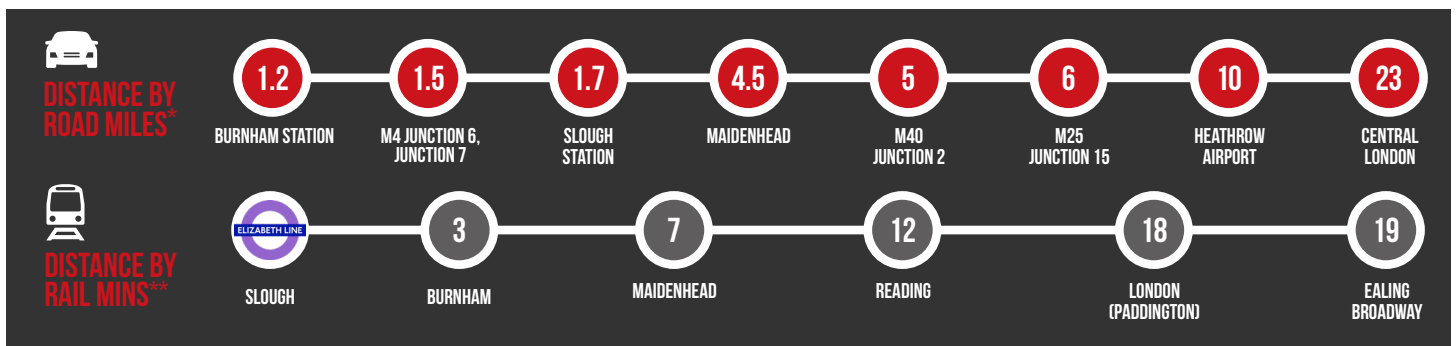 DISTANCE BY
ROAD MILES*
1.2
BURNHAM STATION
1.5
M4 JUNCTION 6,
JUNCTION 7
1.7
SLOUGH
STATION
4.5
MAIDENHEAD
5
M40
JUNCTION 2
6
M25
JUNCTION 15
10
HEATHROW
AIRPORT
23
CENTRAL
LONDON
DISTANCE BY
RAIL MINS**
ELIZABETH LINE
SLOUGH
3
BURNHAM
7
MAIDENHEAD
12
READING
18
LONDON
(PADDINGTON)
19
EALING
BROADWAY